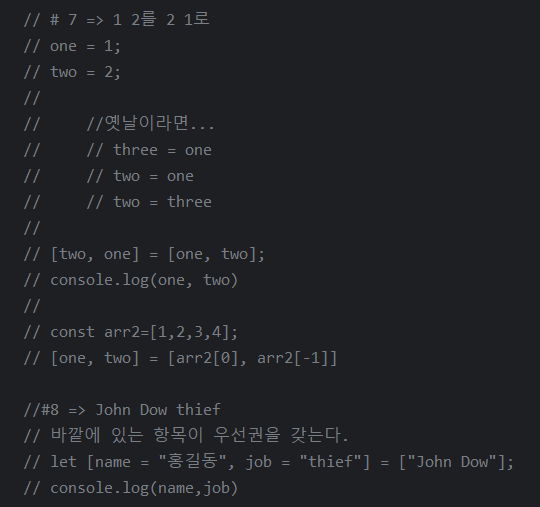 // # 7 => 1 2를 2 1로
// one = 1;
// two = 2;
//
//     //옛날이라면...
//     // three = one
//     // two = one
//     // two = three
//
// [two, one] = [one, two];
// console.log(one, two)
//
// const arr2=[1,2,3,4];
// [one, two] = [arr2[0], arr2[-1]]

//#8 => John Dow thief
// 바깥에 있는 항목이 우선권을 갖는다.
// let [name = "홍길동", job = "thief"] = ["John Dow"];
// console.log(name,job)